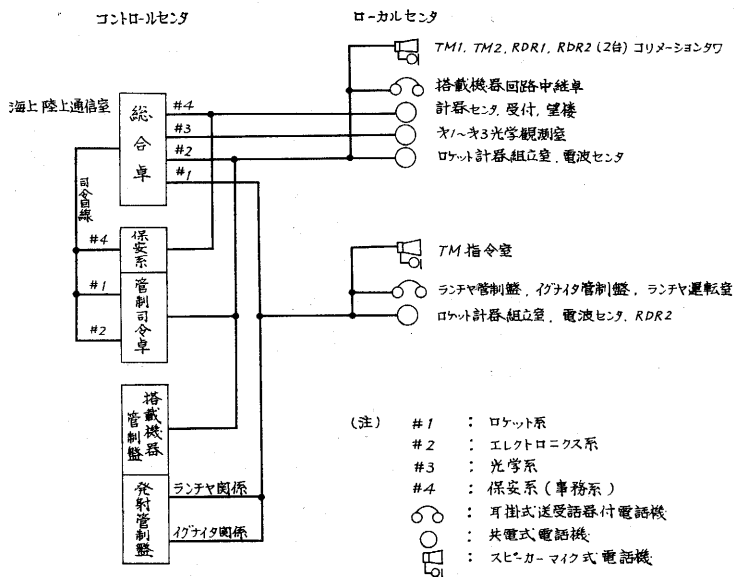 コントロールセンタ
ローカルセンタ
TM1, TM2, RDR1, RDR2 (2台) コリメーションタワ
搭載機器回路中継卓
海上陸上通信室
総合卓
#4
計器センタ, 受付, 望楼
#3
才1~才3光学観測室
#2
ロケット計器組立室, 電波センタ
#1
司令回線
#4
保安系
TM指令室
#1
管制司令卓
ランチャ管制盤, イグナイタ管制盤, ランチャ運転室
#2
ロケット計器組立室, 電波センタ, RDR2
搭載機器管制盤
発射管制盤
ランチャ関係
イグナイタ関係
(注) #1 : ロケット系
#2 : エレクトロニクス系
#3 : 光学系
#4 : 保安系 (事務系)
: 耳掛式送受話器付電話機
: 共電式電話機
: スピーカーマイク式電話機